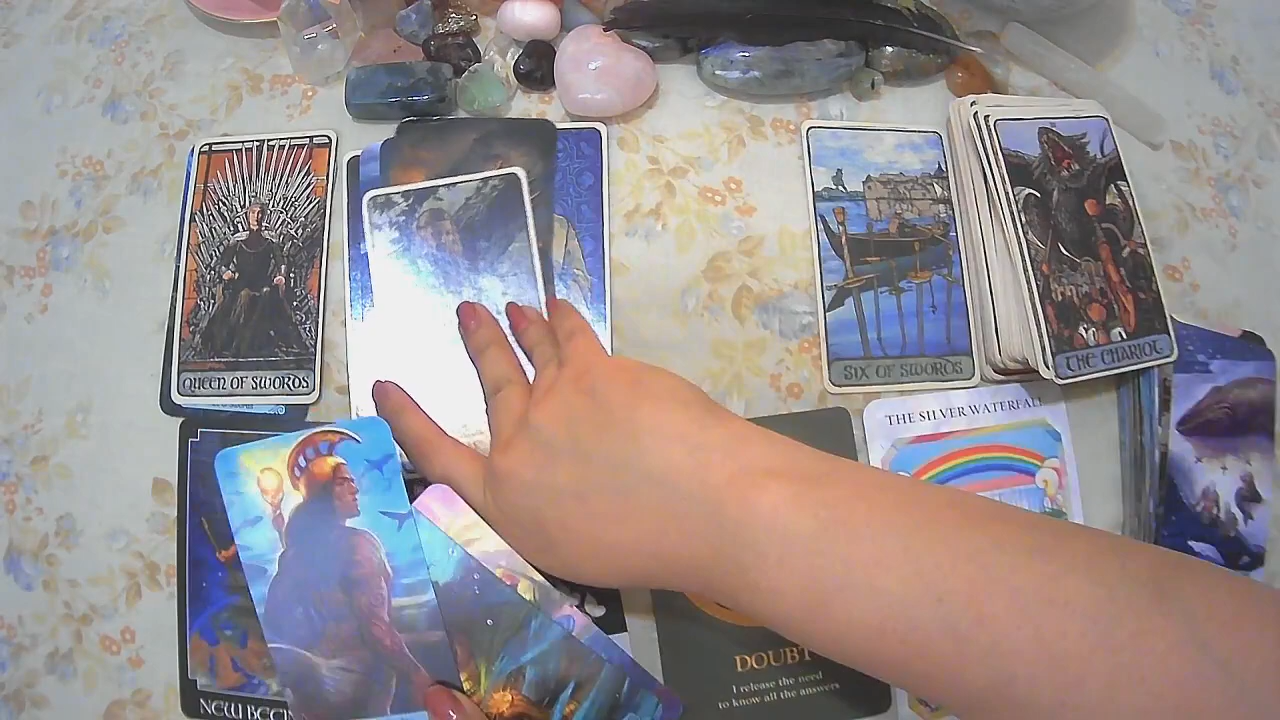 QUEEN OF SWORDS
SIX OF SWORDS
THE CHARIOT
THE SILVER WATERFALL
NEW
DOUBT
I release the need
to know all the answers